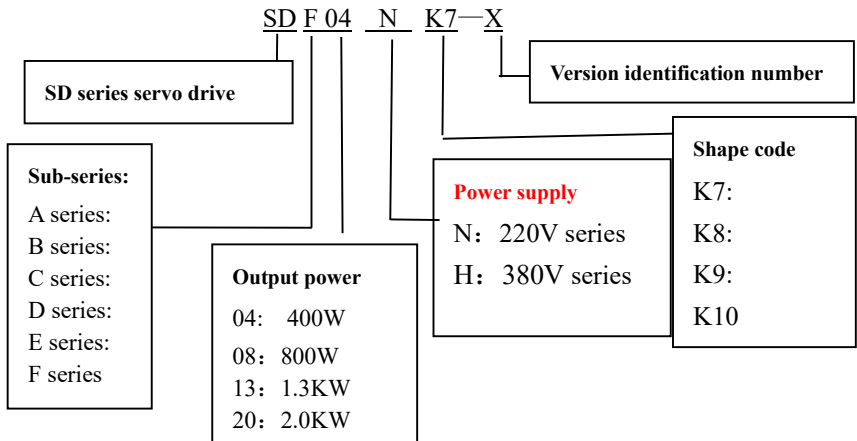 SD F 04 N K7—X
SD series servo drive
Version identification number
Sub-series:
A series:
B series:
C series:
D series:
E series:
F series
Output power
04: 400W
08：800W
13：1.3KW
20：2.0KW
Power supply
N：220V series
H：380V series
Shape code
K7:
K8:
K9:
K10